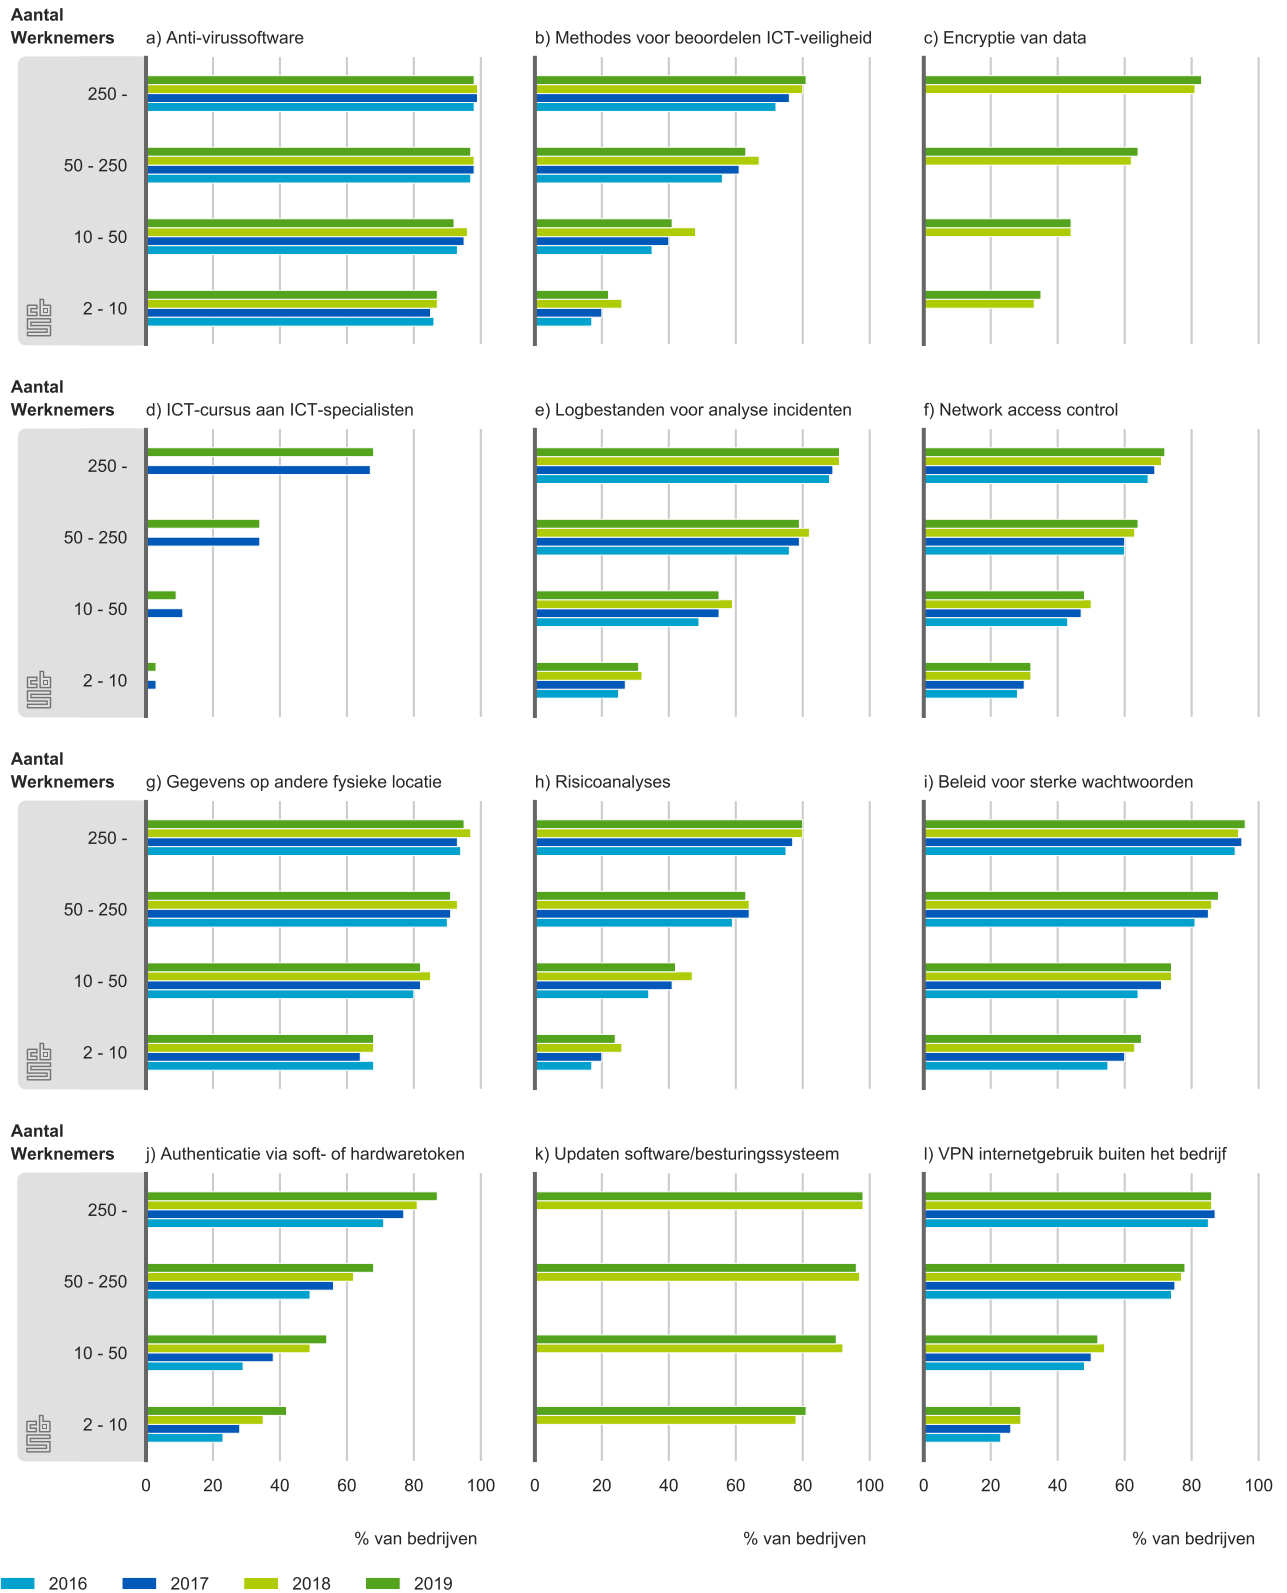 Aantal
Werknemers
a) Anti-virussoftware
b) Methodes voor beoordelen ICT-veiligheid
c) Encryptie van data
250 -
50 - 250
10 - 50
2 - 10
Aantal
Werknemers
d) ICT-cursus aan ICT-specialisten
e) Logbestanden voor analyse incidenten
f) Network access control
250 -
50 - 250
10 - 50
2 - 10
Aantal
Werknemers
g) Gegevens op andere fysieke locatie
h) Risicoanalyses
i) Beleid voor sterke wachtwoorden
250 -
50 - 250
10 - 50
2 - 10
Aantal
Werknemers
j) Authenticatie via soft- of hardwaretoken
k) Updaten software/besturingssysteem
l) VPN internetgebruik buiten het bedrijf
250 -
50 - 250
10 - 50
2 - 10
0 20 40 60 80 100
0 20 40 60 80 100
0 20 40 60 80 100
% van bedrijven
% van bedrijven
% van bedrijven
2016 2017 2018 2019